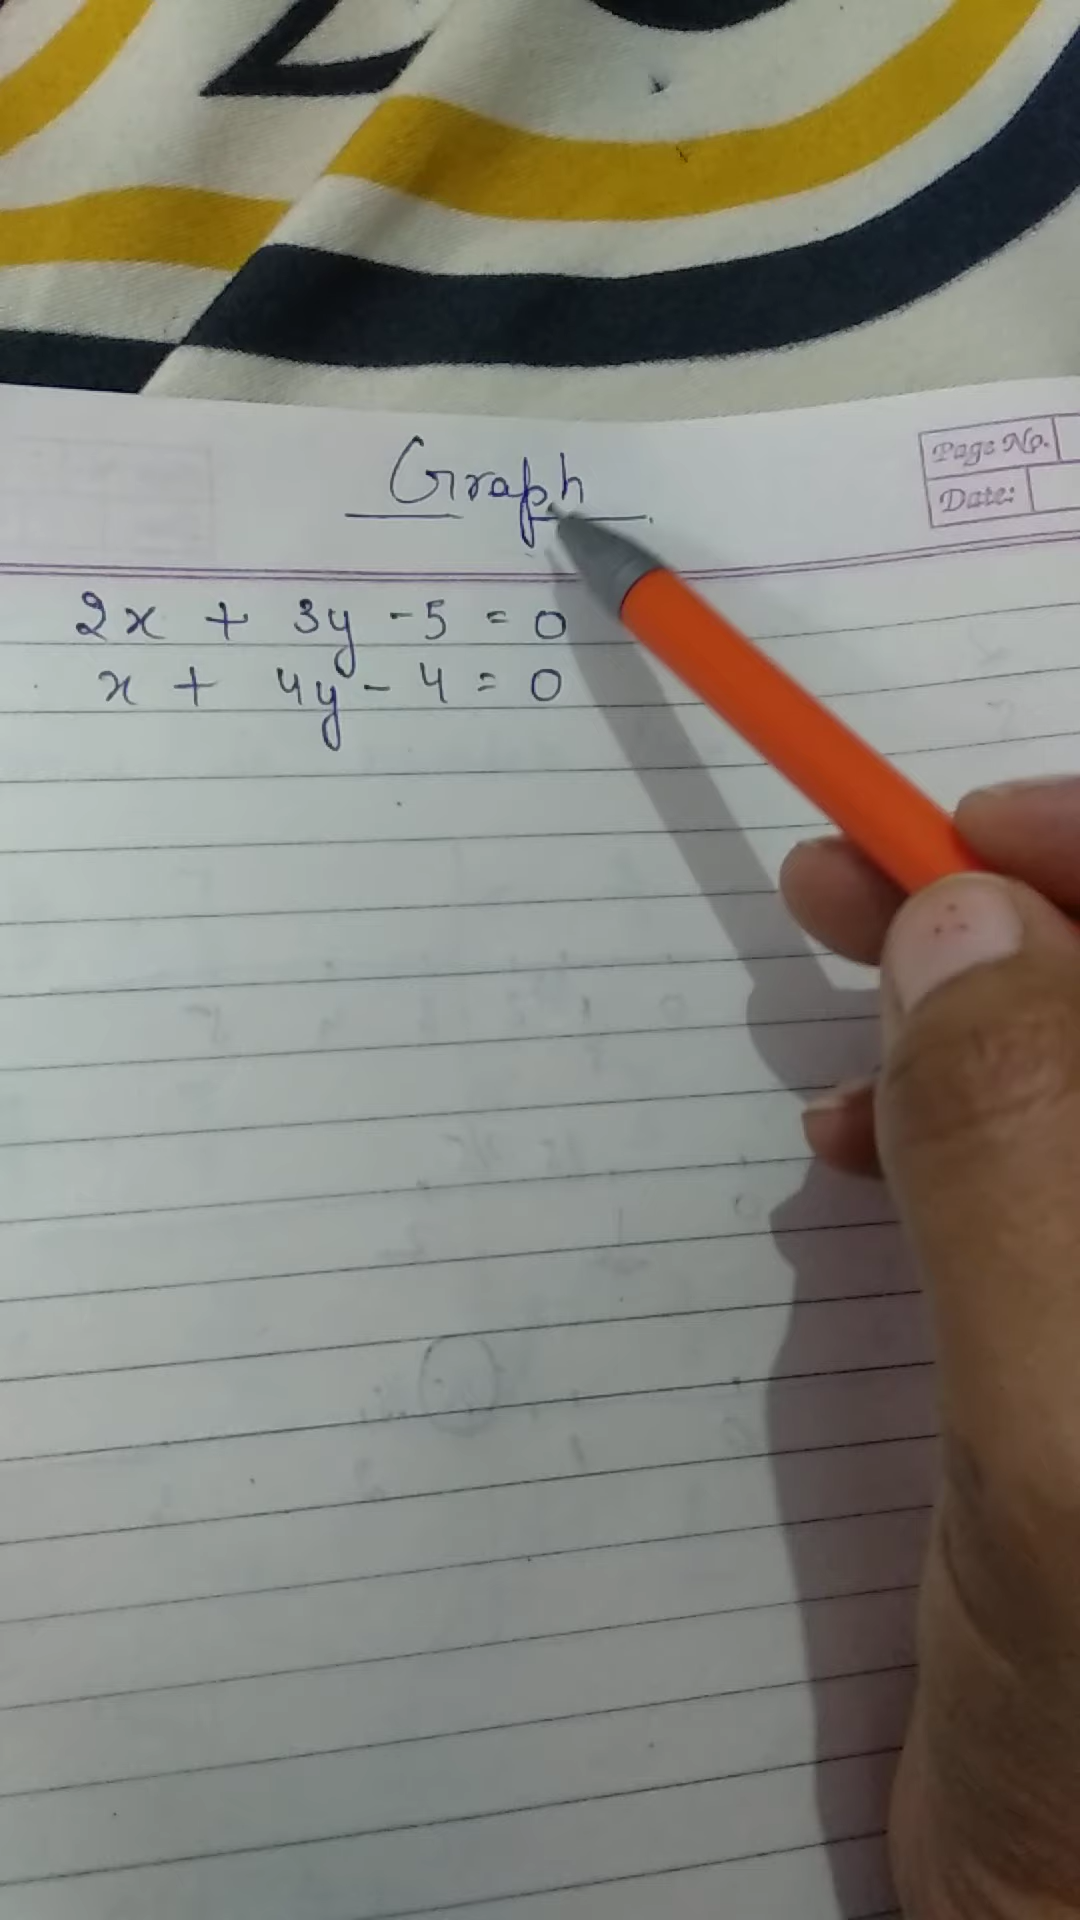 Graph
Page No.
Date:
2x + 3y - 5 = 0
x + 4y - 4 = 0